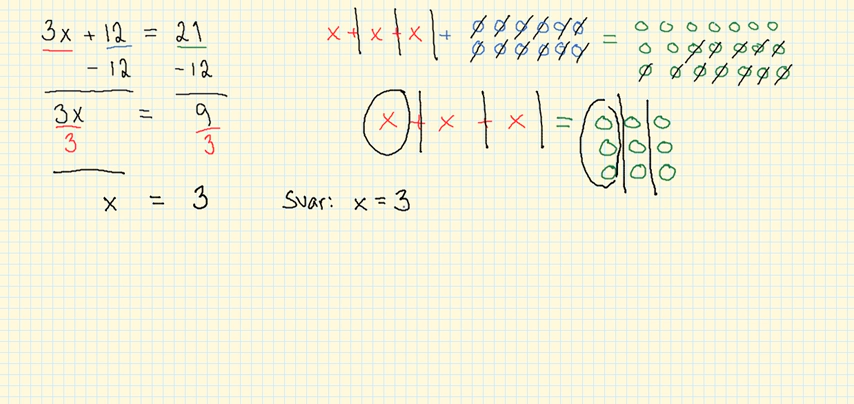 3x + 12 = 21
- 12 -12
3x = 9
3 3
x = 3
x + x + x + =
x + x + x =
Svar: x = 3